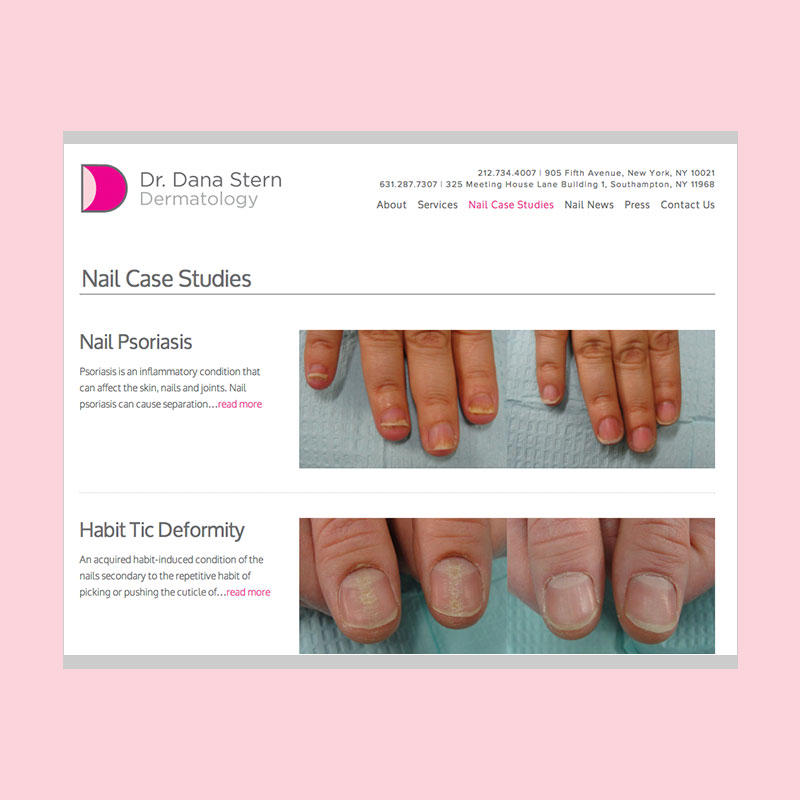 Dr. Dana Stern
Dermatology
212.734.4007 | 905 Fifth Avenue, New York, NY 10021
631.287.7307 | 325 Meeting House Lane Building 1, Southampton, NY 11968
About Services Nail Case Studies Nail News Press Contact Us
Nail Case Studies
Nail Psoriasis
Psoriasis is an inflammatory condition that
can affect the skin, nails and joints. Nail
psoriasis can cause separation...read more
Habit Tic Deformity
An acquired habit-induced condition of the
nails secondary to the repetitive habit of
picking or pushing the cuticle of...read more